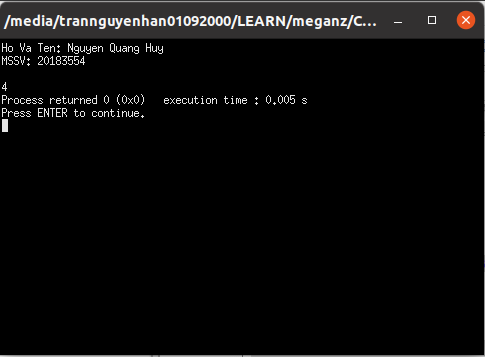 /media/trannguyenhan01092000/LEARN/meganz/C...
Ho Va Ten: Nguyen Quang Huy
MSSV: 20183554
4
Process returned 0 (0x0)   execution time : 0.005 s
Press ENTER to continue.